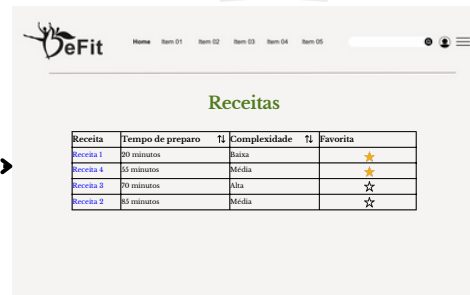 BeFit
Home Item 01 Item 02 Item 03 Item 04 Item 05
Receitas
Receita Tempo de preparo Complexidade Favorita
Receita 1 20 minutos Baixa
Receita 4 55 minutos Média
Receita 3 70 minutos Alta
Receita 2 85 minutos Média